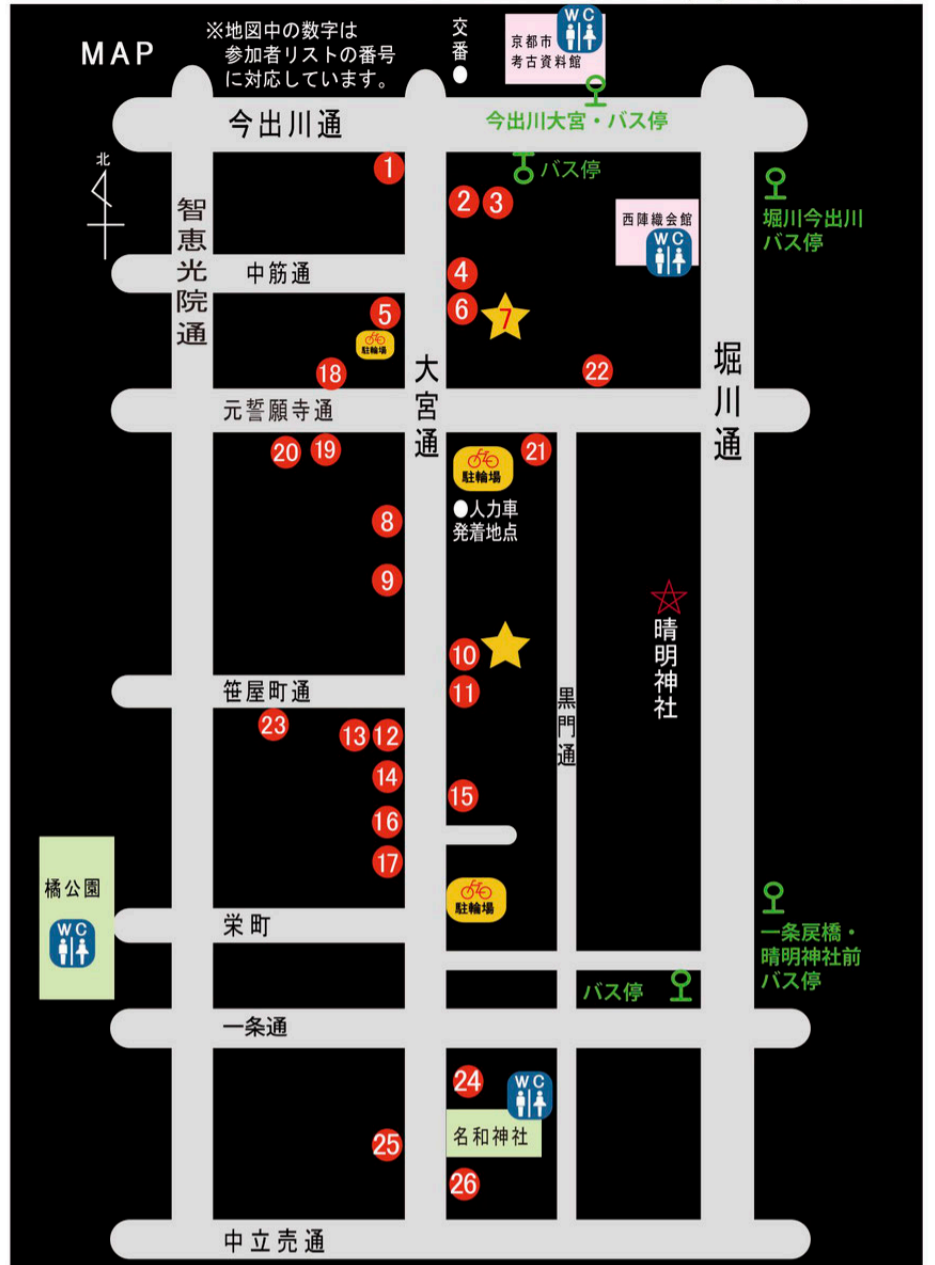 MAP
※地図中の数字は
参加者リストの番号
に対応しています。
交番
WC
京都市
考古資料館
今出川通
今出川大宮・バス停
北
1
バス停
2
3
智恵光院通
西陣織会館
WC
堀川今出川
バス停
中筋通
4
5
6
7
駐輪場
18
大宮通
22
堀川通
元誓願寺通
20
19
21
駐輪場
●人力車
発着地点
8
9
晴明神社
10
11
笹屋町通
黒門通
23
13
12
14
15
16
17
橘公園
WC
駐輪場
栄町
一条戻橋・
晴明神社前
バス停
バス停
一条通
24
WC
名和神社
25
26
中立売通